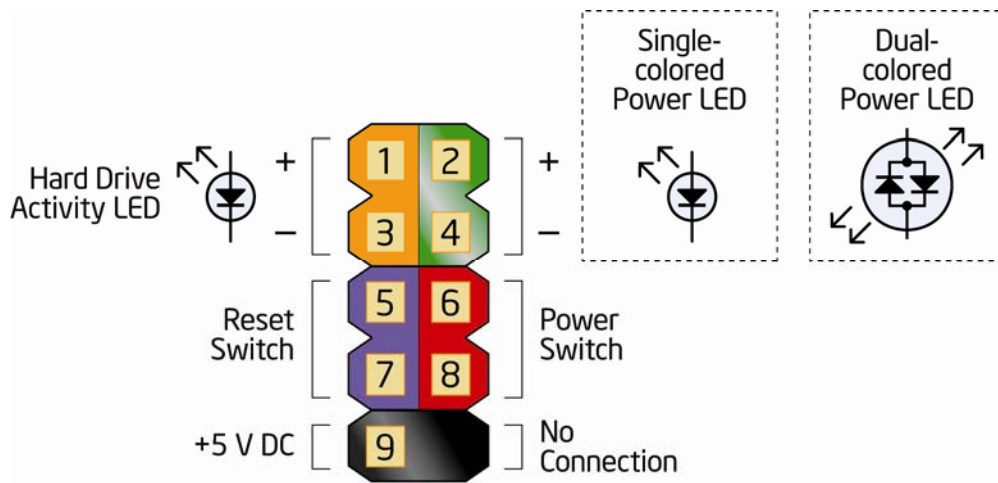 Single-
colored
Power LED
Dual-
colored
Power LED
Hard Drive
Activity LED
+
1
2
+
−
3
4
−
Reset
Switch
5
6
7
8
Power
Switch
+5 V DC
9
No
Connection